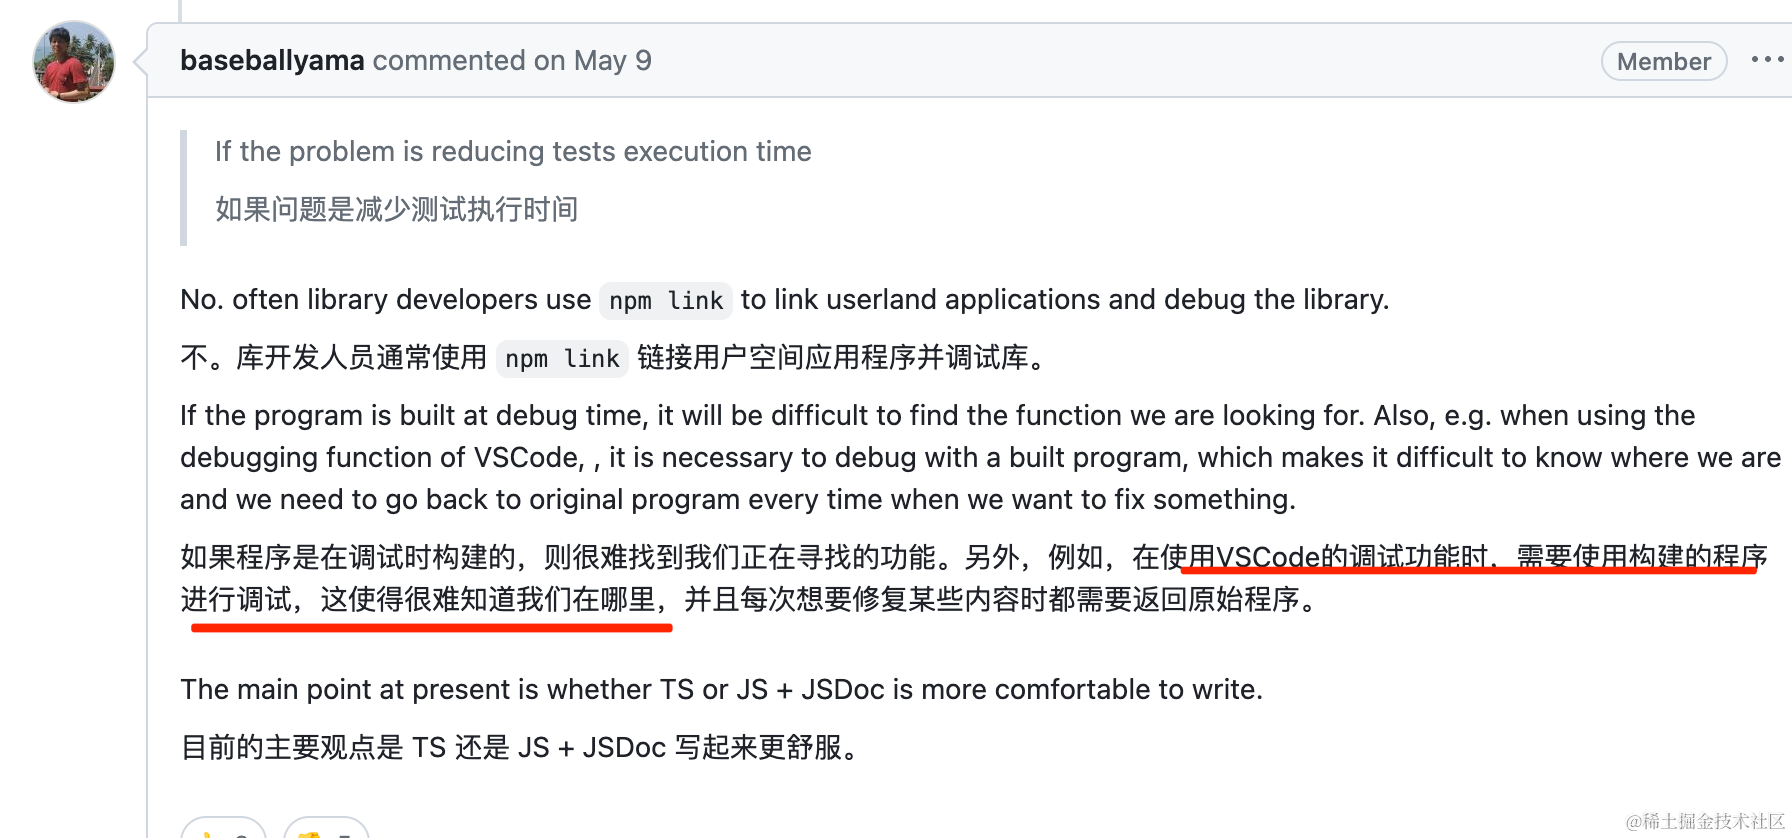 baseballyama commented on May 9
Member
If the problem is reducing tests execution time
如果问题是减少测试执行时间
No. often library developers use npm link to link userland applications and debug the library.
不。库开发人员通常使用 npm link 链接用户空间应用程序并调试库。
If the program is built at debug time, it will be difficult to find the function we are looking for. Also, e.g. when using the
debugging function of VSCode, , it is necessary to debug with a built program, which makes it difficult to know where we are
and we need to go back to original program every time when we want to fix something.
如果程序是在调试时构建的，则很难找到我们正在寻找的功能。另外，例如，在使用VSCode的调试功能时，需要使用构建的程序
进行调试，这使得很难知道我们在哪里，并且每次想要修复某些内容时都需要返回原始程序。
The main point at present is whether TS or JS + JSDoc is more comfortable to write.
目前的主要观点是 TS 还是 JS + JSDoc 写起来更舒服。
@稀土掘金技术社区